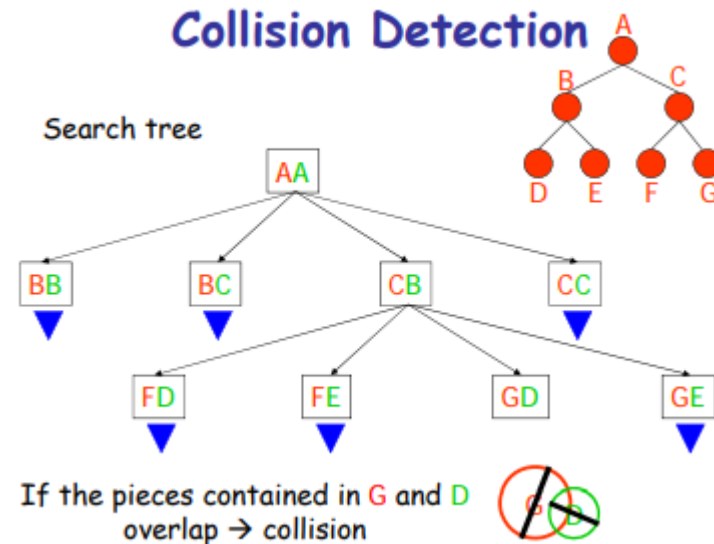 Collision Detection
A
B C
Search tree
D E F G
AA
BB BC CB CC
FD FE GD GE
If the pieces contained in G and D
overlap → collision
G D